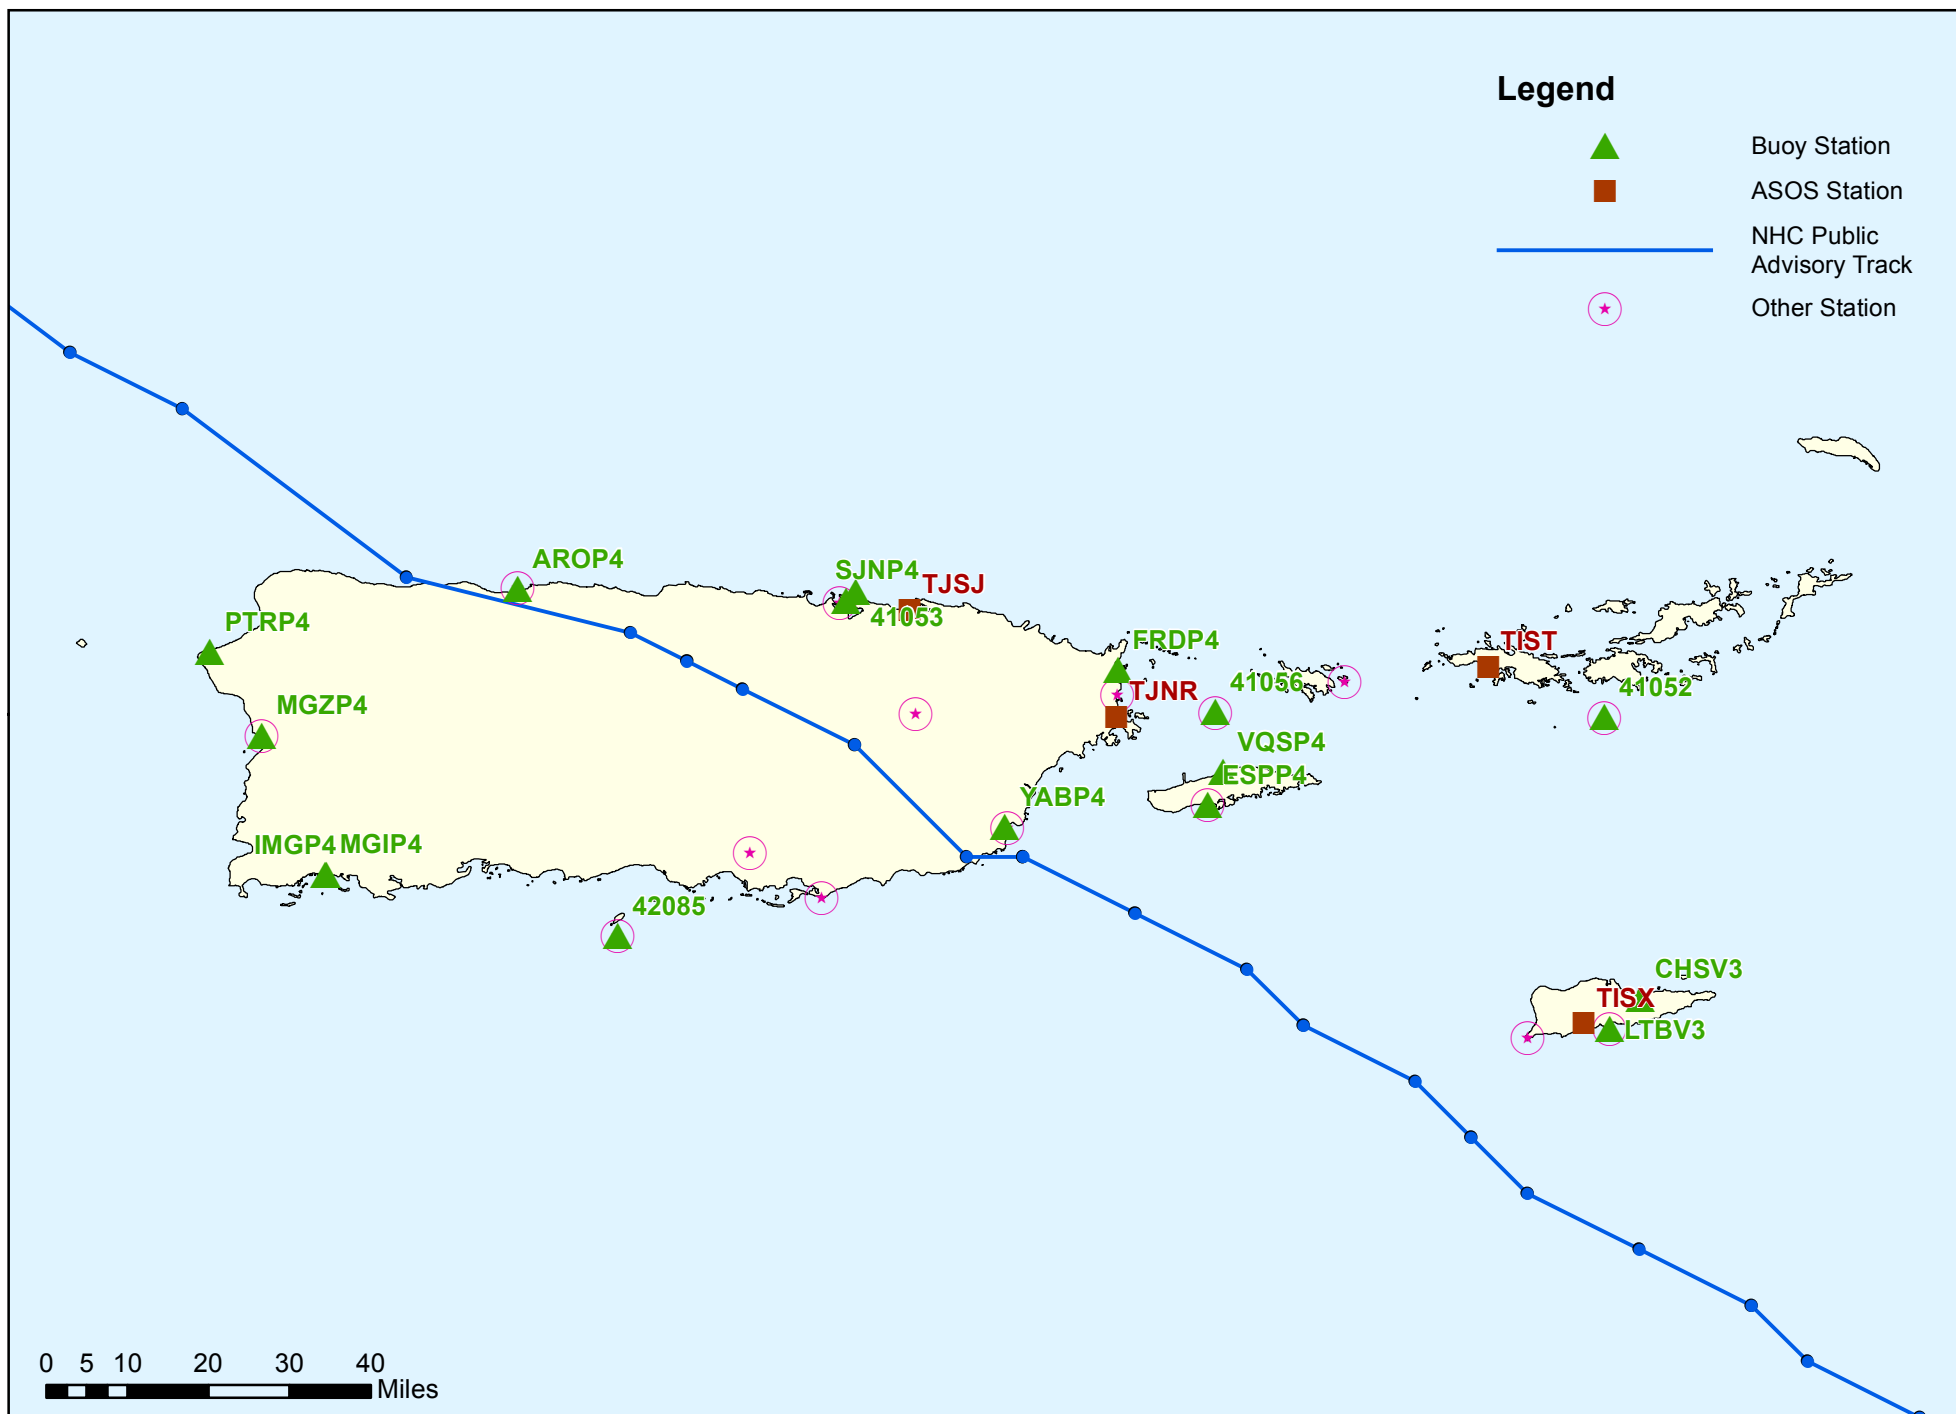 Legend
Buoy Station
ASOS Station
NHC Public
Advisory Track
Other Station
AROP4
SJNP4
TJSJ
41053
PTRP4
FRDP4
TIST
41056
TJNR
41052
MGZP4
VQSP4
ESPP4
YABP4
IMGP4
MGIP4
42085
CHSV3
TISX
LTBV3
0 5 10 20 30 40
Miles